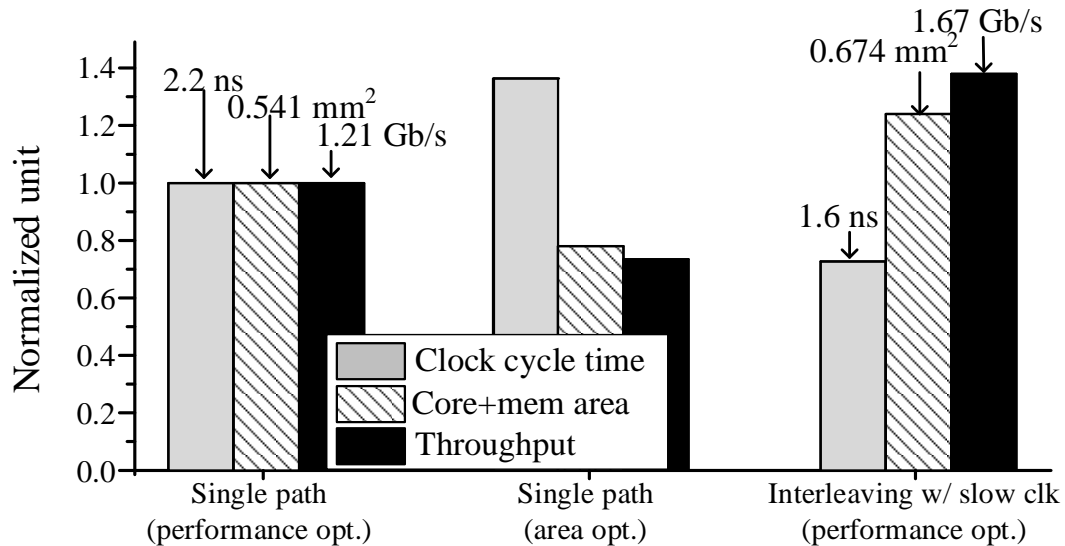 1.67 Gb/s
0.674 mm²
2.2 ns
0.541 mm²
1.21 Gb/s
1.6 ns
Normalized unit
1.4
1.2
1.0
0.8
0.6
0.4
0.2
0.0
Clock cycle time
Core+mem area
Throughput
Single path
(performance opt.)
Single path
(area opt.)
Interleaving w/ slow clk
(performance opt.)